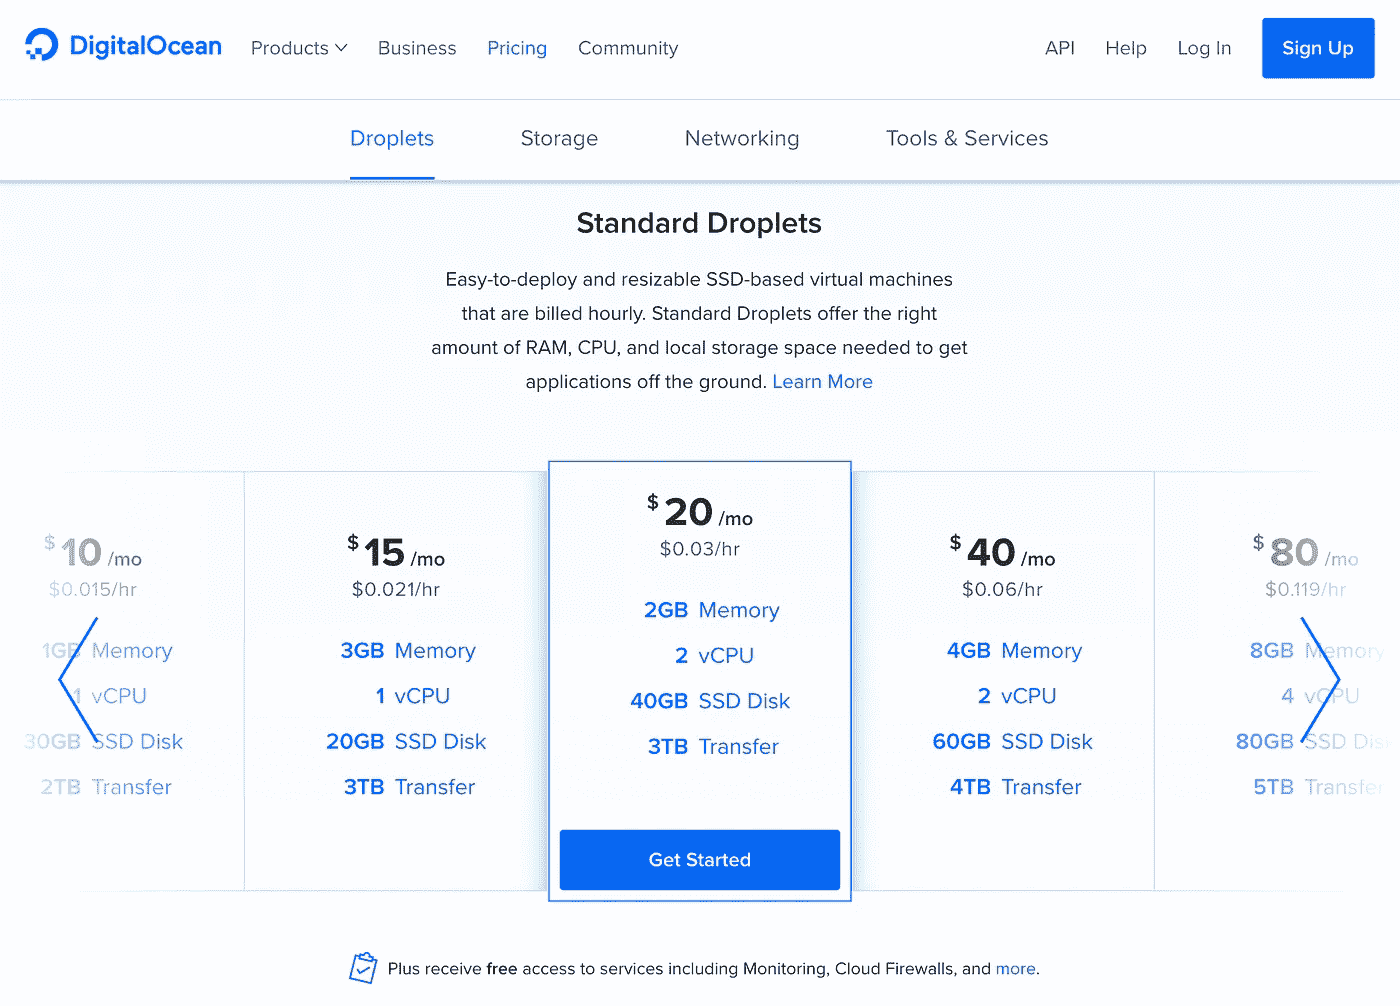 DigitalOcean Products Business Pricing Community API Help Log In Sign Up
Droplets Storage Networking Tools & Services
Standard Droplets
Easy-to-deploy and resizable SSD-based virtual machines
that are billed hourly. Standard Droplets offer the right
amount of RAM, CPU, and local storage space needed to get
applications off the ground. Learn More
$10/mo
$0.015/hr
1GB Memory
1 vCPU
30GB SSD Disk
2TB Transfer
$15/mo
$0.021/hr
3GB Memory
1 vCPU
20GB SSD Disk
3TB Transfer
$20/mo
$0.03/hr
2GB Memory
2 vCPU
40GB SSD Disk
3TB Transfer
Get Started
$40/mo
$0.06/hr
4GB Memory
2 vCPU
60GB SSD Disk
4TB Transfer
$80/mo
$0.119/hr
8GB Memory
4 vCPU
80GB SSD Disk
5TB Transfer
Plus receive free access to services including Monitoring, Cloud Firewalls, and more.